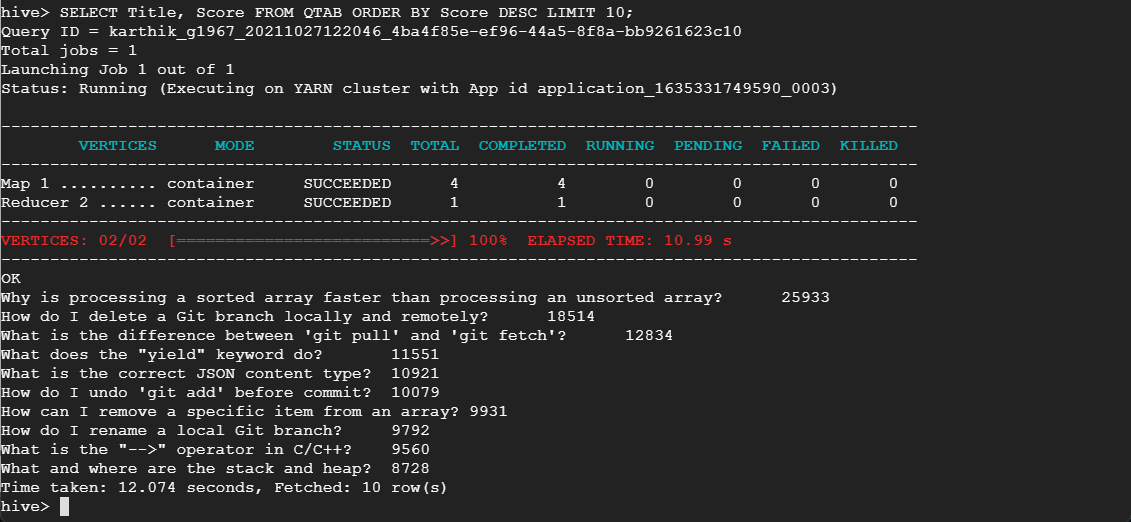 hive> SELECT Title, Score FROM QTAB ORDER BY Score DESC LIMIT 10;
Query ID = karthik_g1967_20211027122046_4ba4f85e-ef96-44a5-8f8a-bb9261623c10
Total jobs = 1
Launching Job 1 out of 1
Status: Running (Executing on YARN cluster with App id application_1635331749590_0003)
----------------------------------------------------------------------------------------------
        VERTICES      MODE        STATUS  TOTAL  COMPLETED  RUNNING  PENDING  FAILED  KILLED
----------------------------------------------------------------------------------------------
Map 1 .......... container     SUCCEEDED      4          4        0        0       0       0
Reducer 2 ...... container     SUCCEEDED      1          1        0        0       0       0
----------------------------------------------------------------------------------------------
VERTICES: 02/02  [==========================>>] 100%  ELAPSED TIME: 10.99 s
----------------------------------------------------------------------------------------------
OK
Why is processing a sorted array faster than processing an unsorted array?      25933
How do I delete a Git branch locally and remotely?      18514
What is the difference between 'git pull' and 'git fetch'?      12834
What does the "yield" keyword do?       11551
What is the correct JSON content type?  10921
How do I undo 'git add' before commit?  10079
How can I remove a specific item from an array? 9931
How do I rename a local Git branch?     9792
What is the "-->" operator in C/C++?    9560
What and where are the stack and heap?  8728
Time taken: 12.074 seconds, Fetched: 10 row(s)
hive>